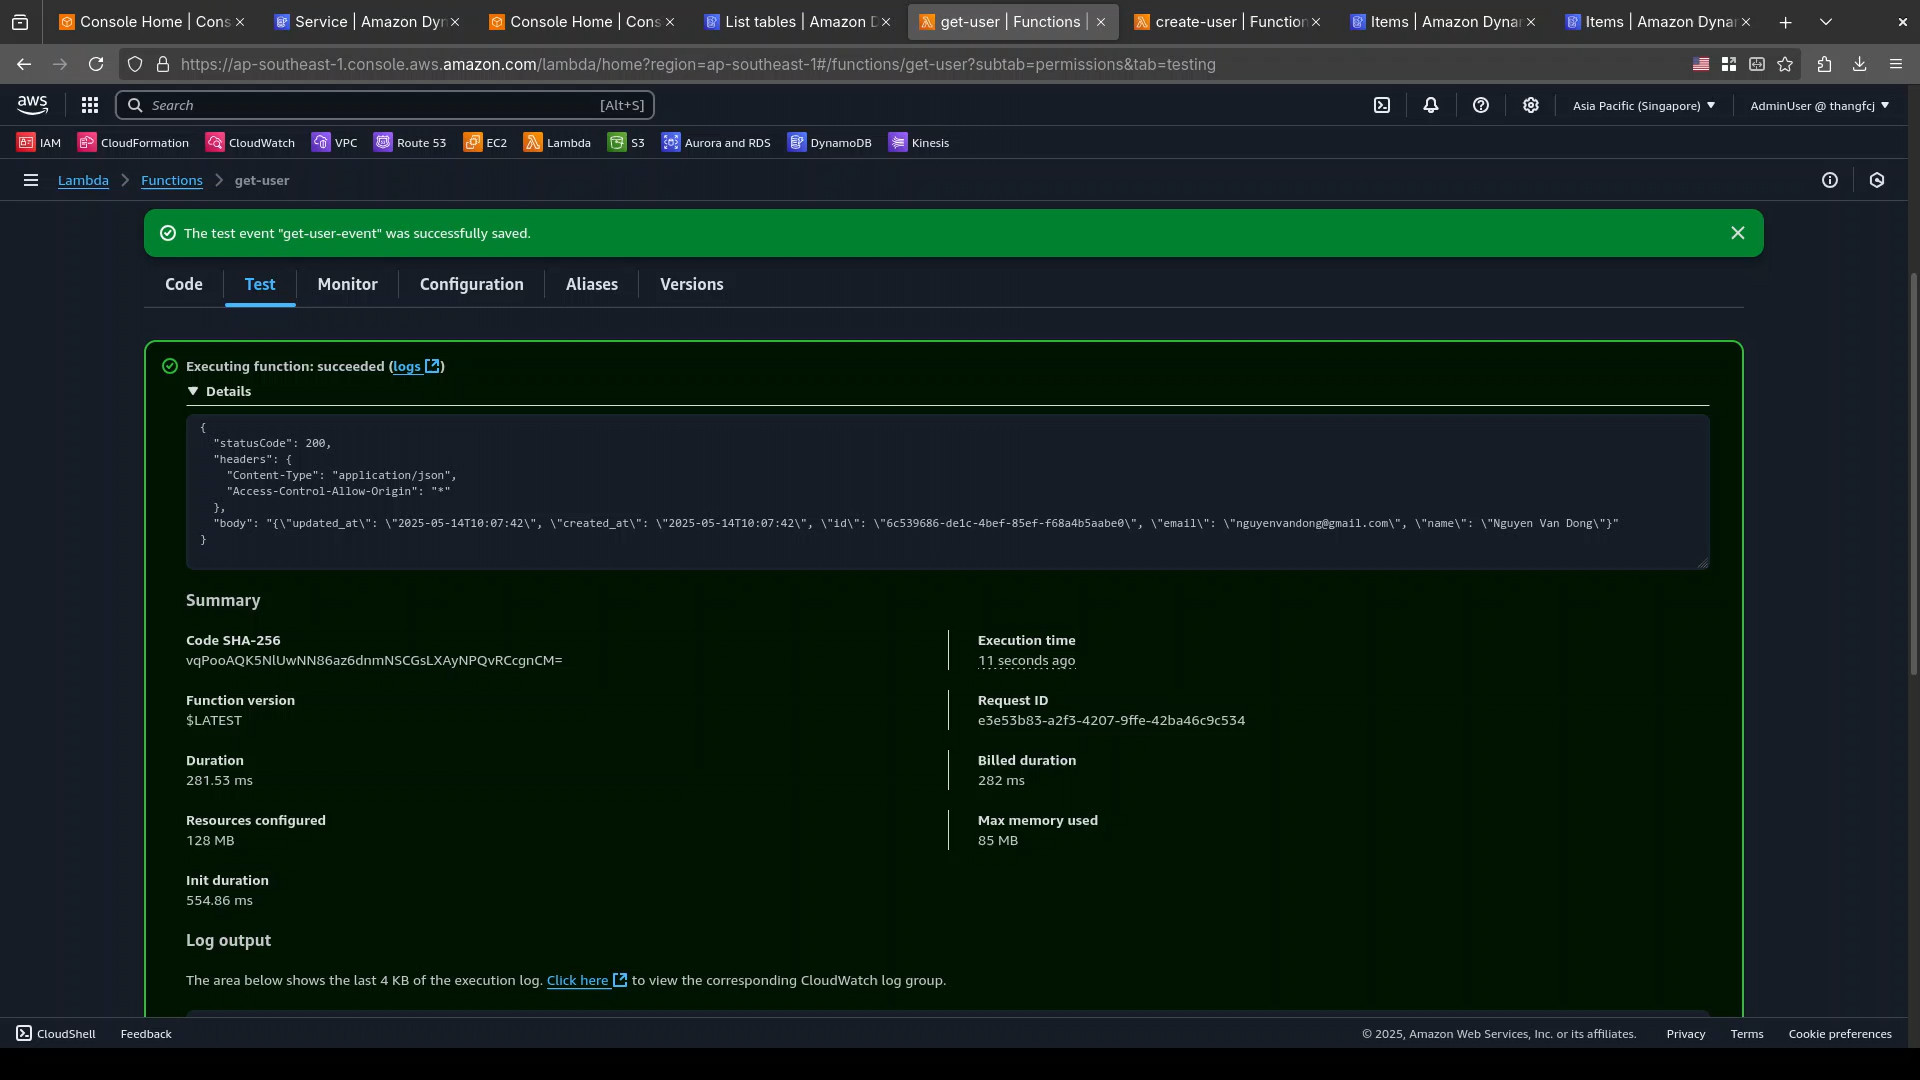 Console Home | Cons
Service | Amazon Dyn
Console Home | Cons
List tables | Amazon D
get-user | Functions |
create-user | Function
Items | Amazon Dynar
Items | Amazon Dynar
https://ap-southeast-1.console.aws.amazon.com/lambda/home?region=ap-southeast-1#/functions/get-user?subtab=permissions&tab=testing
aws
Search
[Alt+S]
Asia Pacific (Singapore)
AdminUser @ thangfcj
IAM
CloudFormation
CloudWatch
VPC
Route 53
EC2
Lambda
S3
Aurora and RDS
DynamoDB
Kinesis
Lambda
Functions
get-user
The test event "get-user-event" was successfully saved.
Code
Test
Monitor
Configuration
Aliases
Versions
Executing function: succeeded (logs)
Details
{
"statusCode": 200,
"headers": {
"Content-Type": "application/json",
"Access-Control-Allow-Origin": "*"
},
"body": "{\"updated_at\": \"2025-05-14T10:07:42\", \"created_at\": \"2025-05-14T10:07:42\", \"id\": \"6c539686-de1c-4bef-85ef-f68a4b5aabe0\", \"email\": \"nguyenvandong@gmail.com\", \"name\": \"Nguyen Van Dong\"}"
}
Summary
Code SHA-256
vqPooAQK5NlUwNN86az6dnmNSCGsLXAyNPQvRCcgnCM=
Execution time
11 seconds ago
Function version
$LATEST
Request ID
e3e53b83-a2f3-4207-9ffe-42ba46c9c534
Duration
281.53 ms
Billed duration
282 ms
Resources configured
128 MB
Max memory used
85 MB
Init duration
554.86 ms
Log output
The area below shows the last 4 KB of the execution log. Click here to view the corresponding CloudWatch log group.
CloudShell
Feedback
© 2025, Amazon Web Services, Inc. or its affiliates.
Privacy
Terms
Cookie preferences